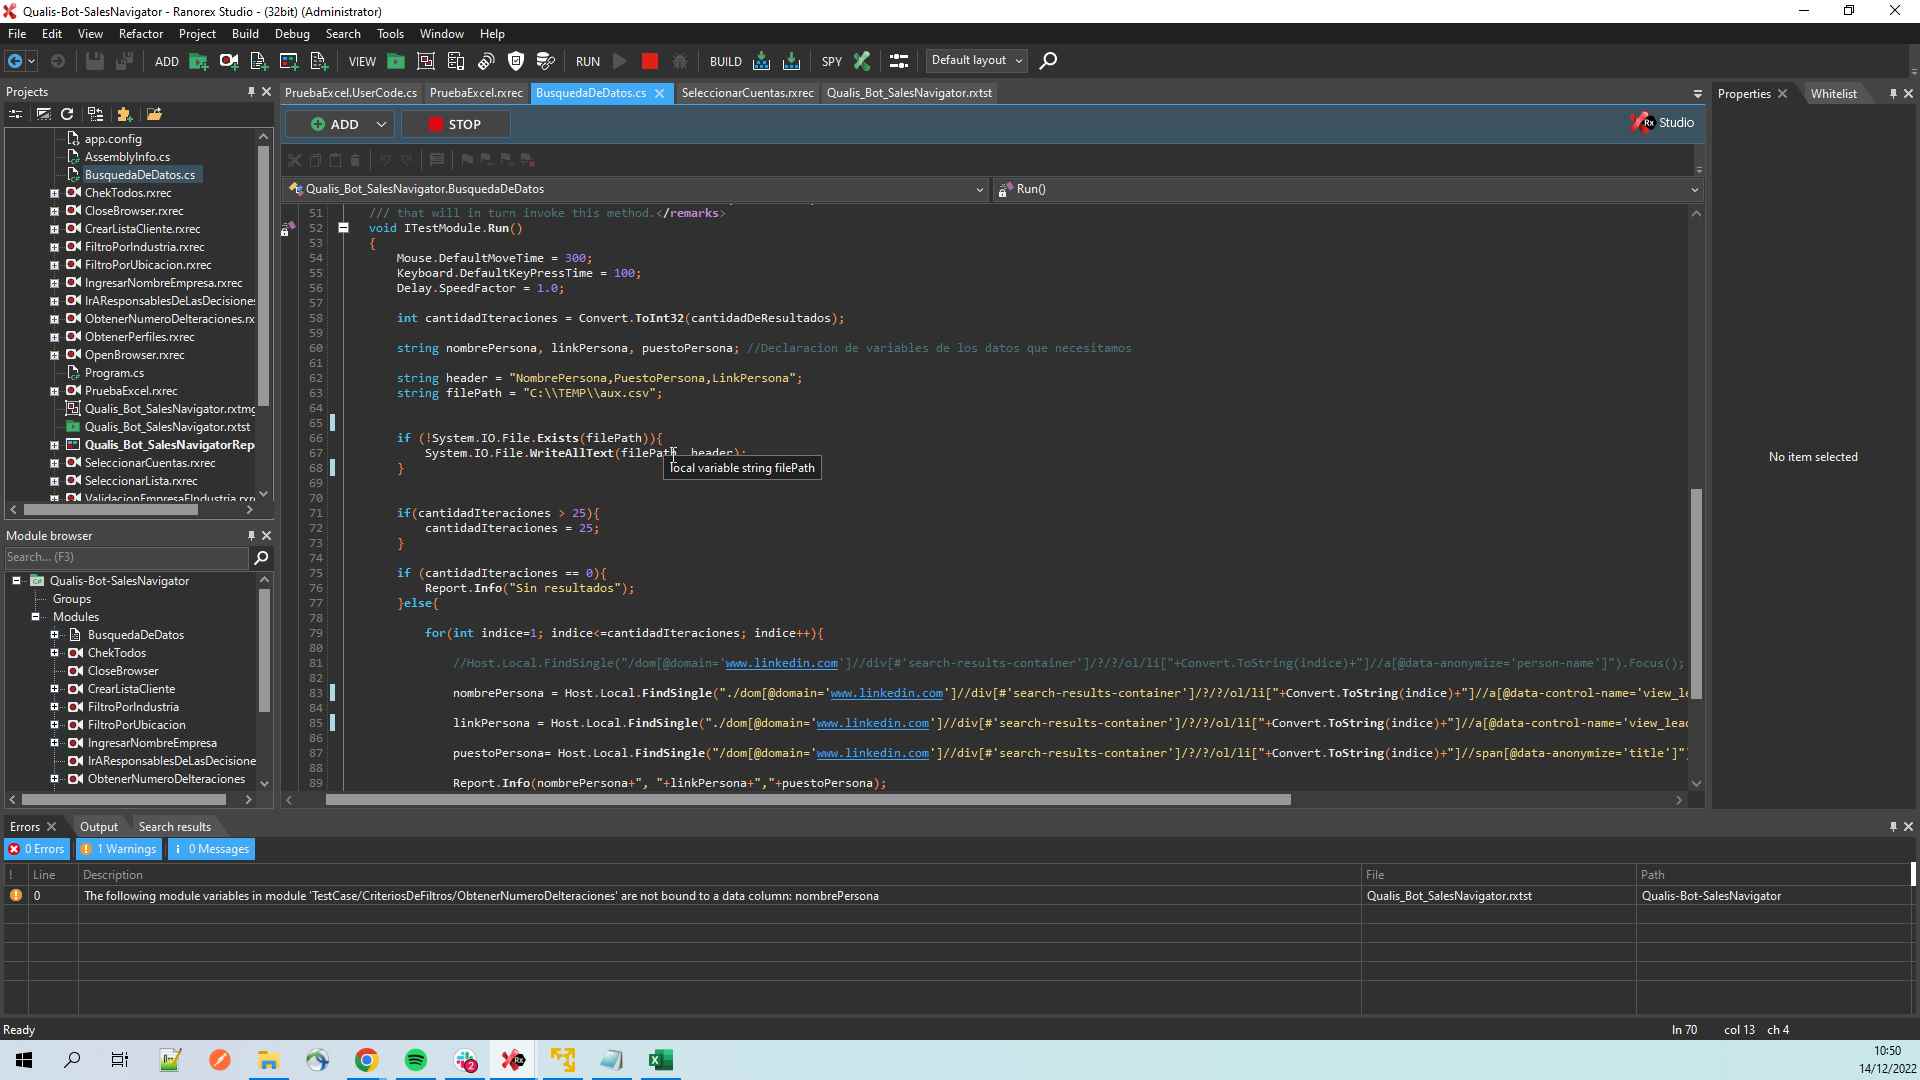 Qualis-Bot-SalesNavigator - Ranorex Studio - (32bit) (Administrator)
File Edit View Refactor Project Build Debug Search Tools Window Help
ADD VIEW RUN BUILD SPY Default layout
Projects
app.config
AssemblyInfo.cs
BusquedaDeDatos.cs
ChekTodos.rxrec
CloseBrowser.rxrec
CrearListaCliente.rxrec
FiltroPorIndustria.rxrec
FiltroPorUbicacion.rxrec
IngresarNombreEmpresa.rxrec
IrAResponsablesDeLasDecisiones
ObtenerNumeroDeIteraciones.rx
ObtenerPerfiles.rxrec
OpenBrowser.rxrec
Program.cs
PruebaExcel.rxrec
Qualis_Bot_SalesNavigator.rxtmg
Qualis_Bot_SalesNavigator.rxtst
Qualis_Bot_SalesNavigatorRep
SeleccionarCuentas.rxrec
SeleccionarLista.rxrec
ValidacionEmpresaEIndustria.rxr
Module browser
Search... (F3)
Qualis-Bot-SalesNavigator
Groups
Modules
BusquedaDeDatos
ChekTodos
CloseBrowser
CrearListaCliente
FiltroPorIndustria
FiltroPorUbicacion
IngresarNombreEmpresa
IrAResponsablesDeLasDecisione
ObtenerNumeroDeIteraciones
PruebaExcel.UserCode.cs PruebaExcel.rxrec BusquedaDeDatos.cs SeleccionarCuentas.rxrec Qualis_Bot_SalesNavigator.rxtst
ADD STOP Rx Studio
Qualis_Bot_SalesNavigator.BusquedaDeDatos Run()
51 /// that will in turn invoke this method.</remarks>
52 void ITestModule.Run()
53 {
54 Mouse.DefaultMoveTime = 300;
55 Keyboard.DefaultKeyPressTime = 100;
56 Delay.SpeedFactor = 1.0;
57
58 int cantidadIteraciones = Convert.ToInt32(cantidadDeResultados);
59
60 string nombrePersona, linkPersona, puestoPersona; //Declaracion de variables de los datos que necesitamos
61
62 string header = "NombrePersona,PuestoPersona,LinkPersona";
63 string filePath = "C:\\TEMP\\aux.csv";
64
65
66 if (!System.IO.File.Exists(filePath)){
67 System.IO.File.WriteAllText(filePath, header);
local variable string filePath
68 }
69
70
71 if(cantidadIteraciones > 25){
72 cantidadIteraciones = 25;
73 }
74
75 if (cantidadIteraciones == 0){
76 Report.Info("Sin resultados");
77 }else{
78
79 for(int indice=1; indice<=cantidadIteraciones; indice++){
80
81 //Host.Local.FindSingle("/dom[@domain='www.linkedin.com']//div[#'search-results-container']/?/?/ol/li["+Convert.ToString(indice)+"]//a[@data-anonymize='person-name']").Focus();
82
83 nombrePersona = Host.Local.FindSingle("./dom[@domain='www.linkedin.com']//div[#'search-results-container']/?/?/ol/li["+Convert.ToString(indice)+"]//a[@data-control-name='view_le
84
85 linkPersona = Host.Local.FindSingle("./dom[@domain='www.linkedin.com']//div[#'search-results-container']/?/?/ol/li["+Convert.ToString(indice)+"]//a[@data-control-name='view_lead
86
87 puestoPersona= Host.Local.FindSingle("/dom[@domain='www.linkedin.com']//div[#'search-results-container']/?/?/ol/li["+Convert.ToString(indice)+"]//span[@data-anonymize='title']")
88
89 Report.Info(nombrePersona+", "+linkPersona+","+puestoPersona);
Properties Whitelist
No item selected
Errors Output Search results
0 Errors 1 Warnings 0 Messages
! Line Description File Path
0 The following module variables in module 'TestCase/CriteriosDeFiltros/ObtenerNumeroDeIteraciones' are not bound to a data column: nombrePersona Qualis_Bot_SalesNavigator.rxtst Qualis-Bot-SalesNavigator
Ready ln 70 col 13 ch 4
2
10:50
14/12/2022